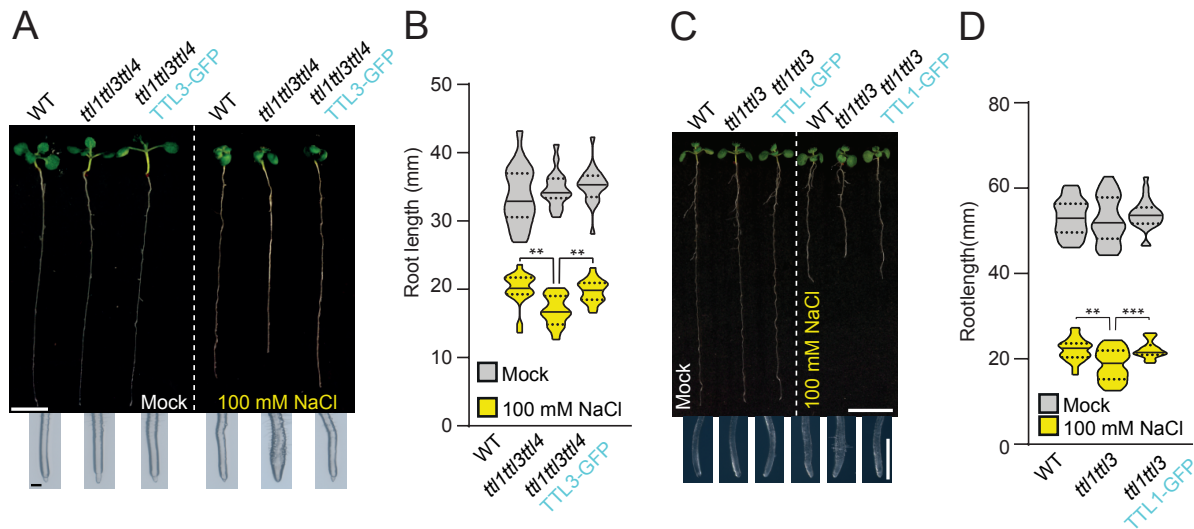 A
WT
ttl1ttl3ttl4
ttl1ttl3ttl4
TTL3-GFP
WT
ttl1ttl3ttl4
ttl1ttl3ttl4
TTL3-GFP
Mock
100 mM NaCl
B
Root length (mm)
50
40
30
20
10
0
**
**
Mock
100 mM NaCl
WT
ttl1ttl3ttl4
ttl1ttl3ttl4
TTL3-GFP
C
WT
ttl1ttl3
ttl1ttl3
TTL1-GFP
WT
ttl1ttl3
ttl1ttl3
TTL1-GFP
Mock
100 mM NaCl
D
Rootlength(mm)
80
60
40
20
0
**
***
Mock
100 mM NaCl
WT
ttl1ttl3
ttl1ttl3
TTL1-GFP